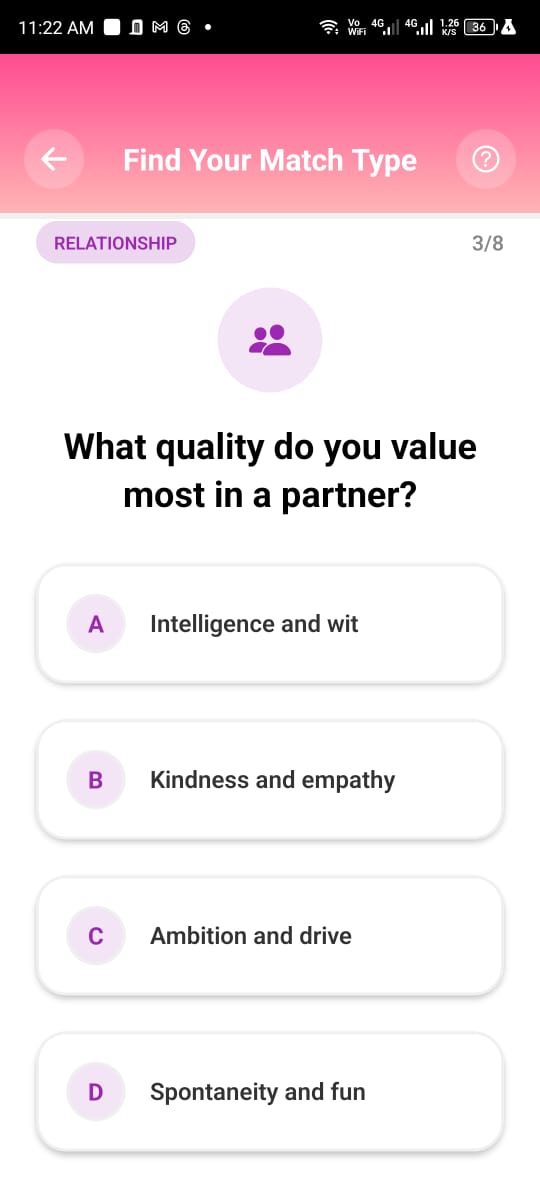 11:22 AM
Vo WiFi 4G 4G 1.26 K/S 36
Find Your Match Type
RELATIONSHIP
3/8
What quality do you value
most in a partner?
A Intelligence and wit
B Kindness and empathy
C Ambition and drive
D Spontaneity and fun